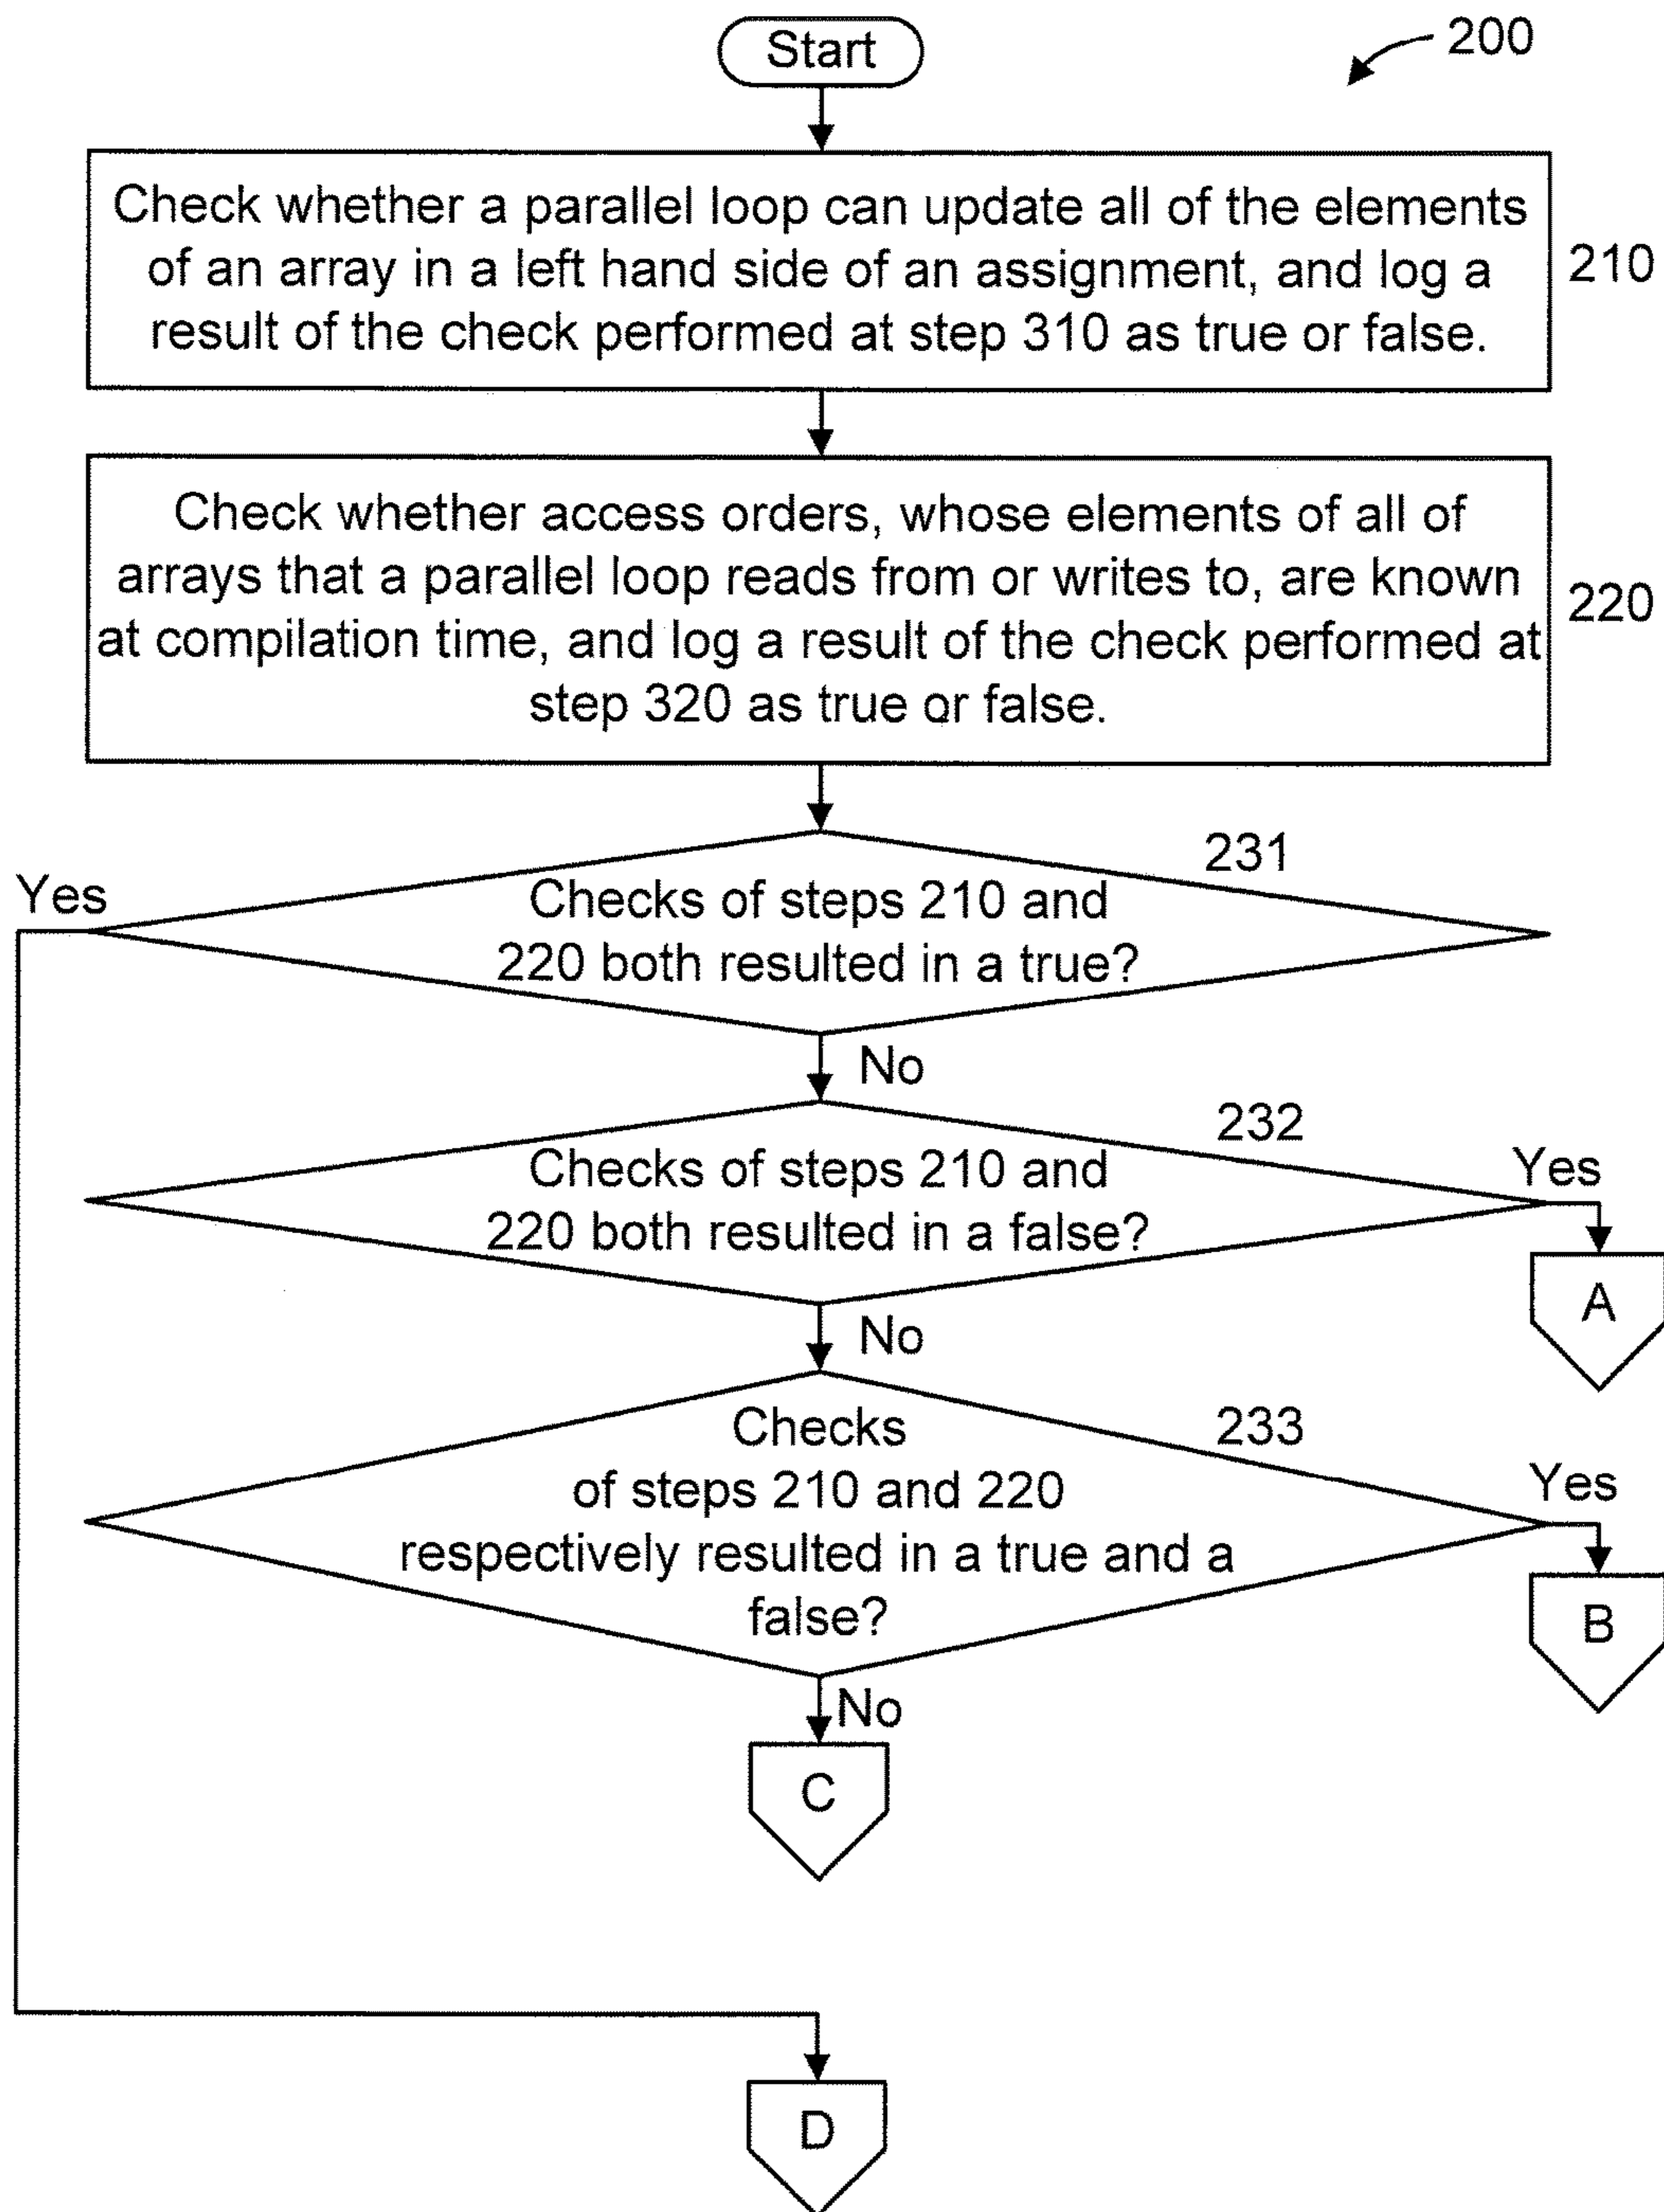 Start
200
Check whether a parallel loop can update all of the elements
of an array in a left hand side of an assignment, and log a
result of the check performed at step 310 as true or false.
210
Check whether access orders, whose elements of all of
arrays that a parallel loop reads from or writes to, are known
at compilation time, and log a result of the check performed at
step 320 as true or false.
220
231
Yes
Checks of steps 210 and
220 both resulted in a true?
No
232
Checks of steps 210 and
220 both resulted in a false?
Yes
A
No
233
Checks
of steps 210 and 220
respectively resulted in a true and a
false?
Yes
B
No
C
D